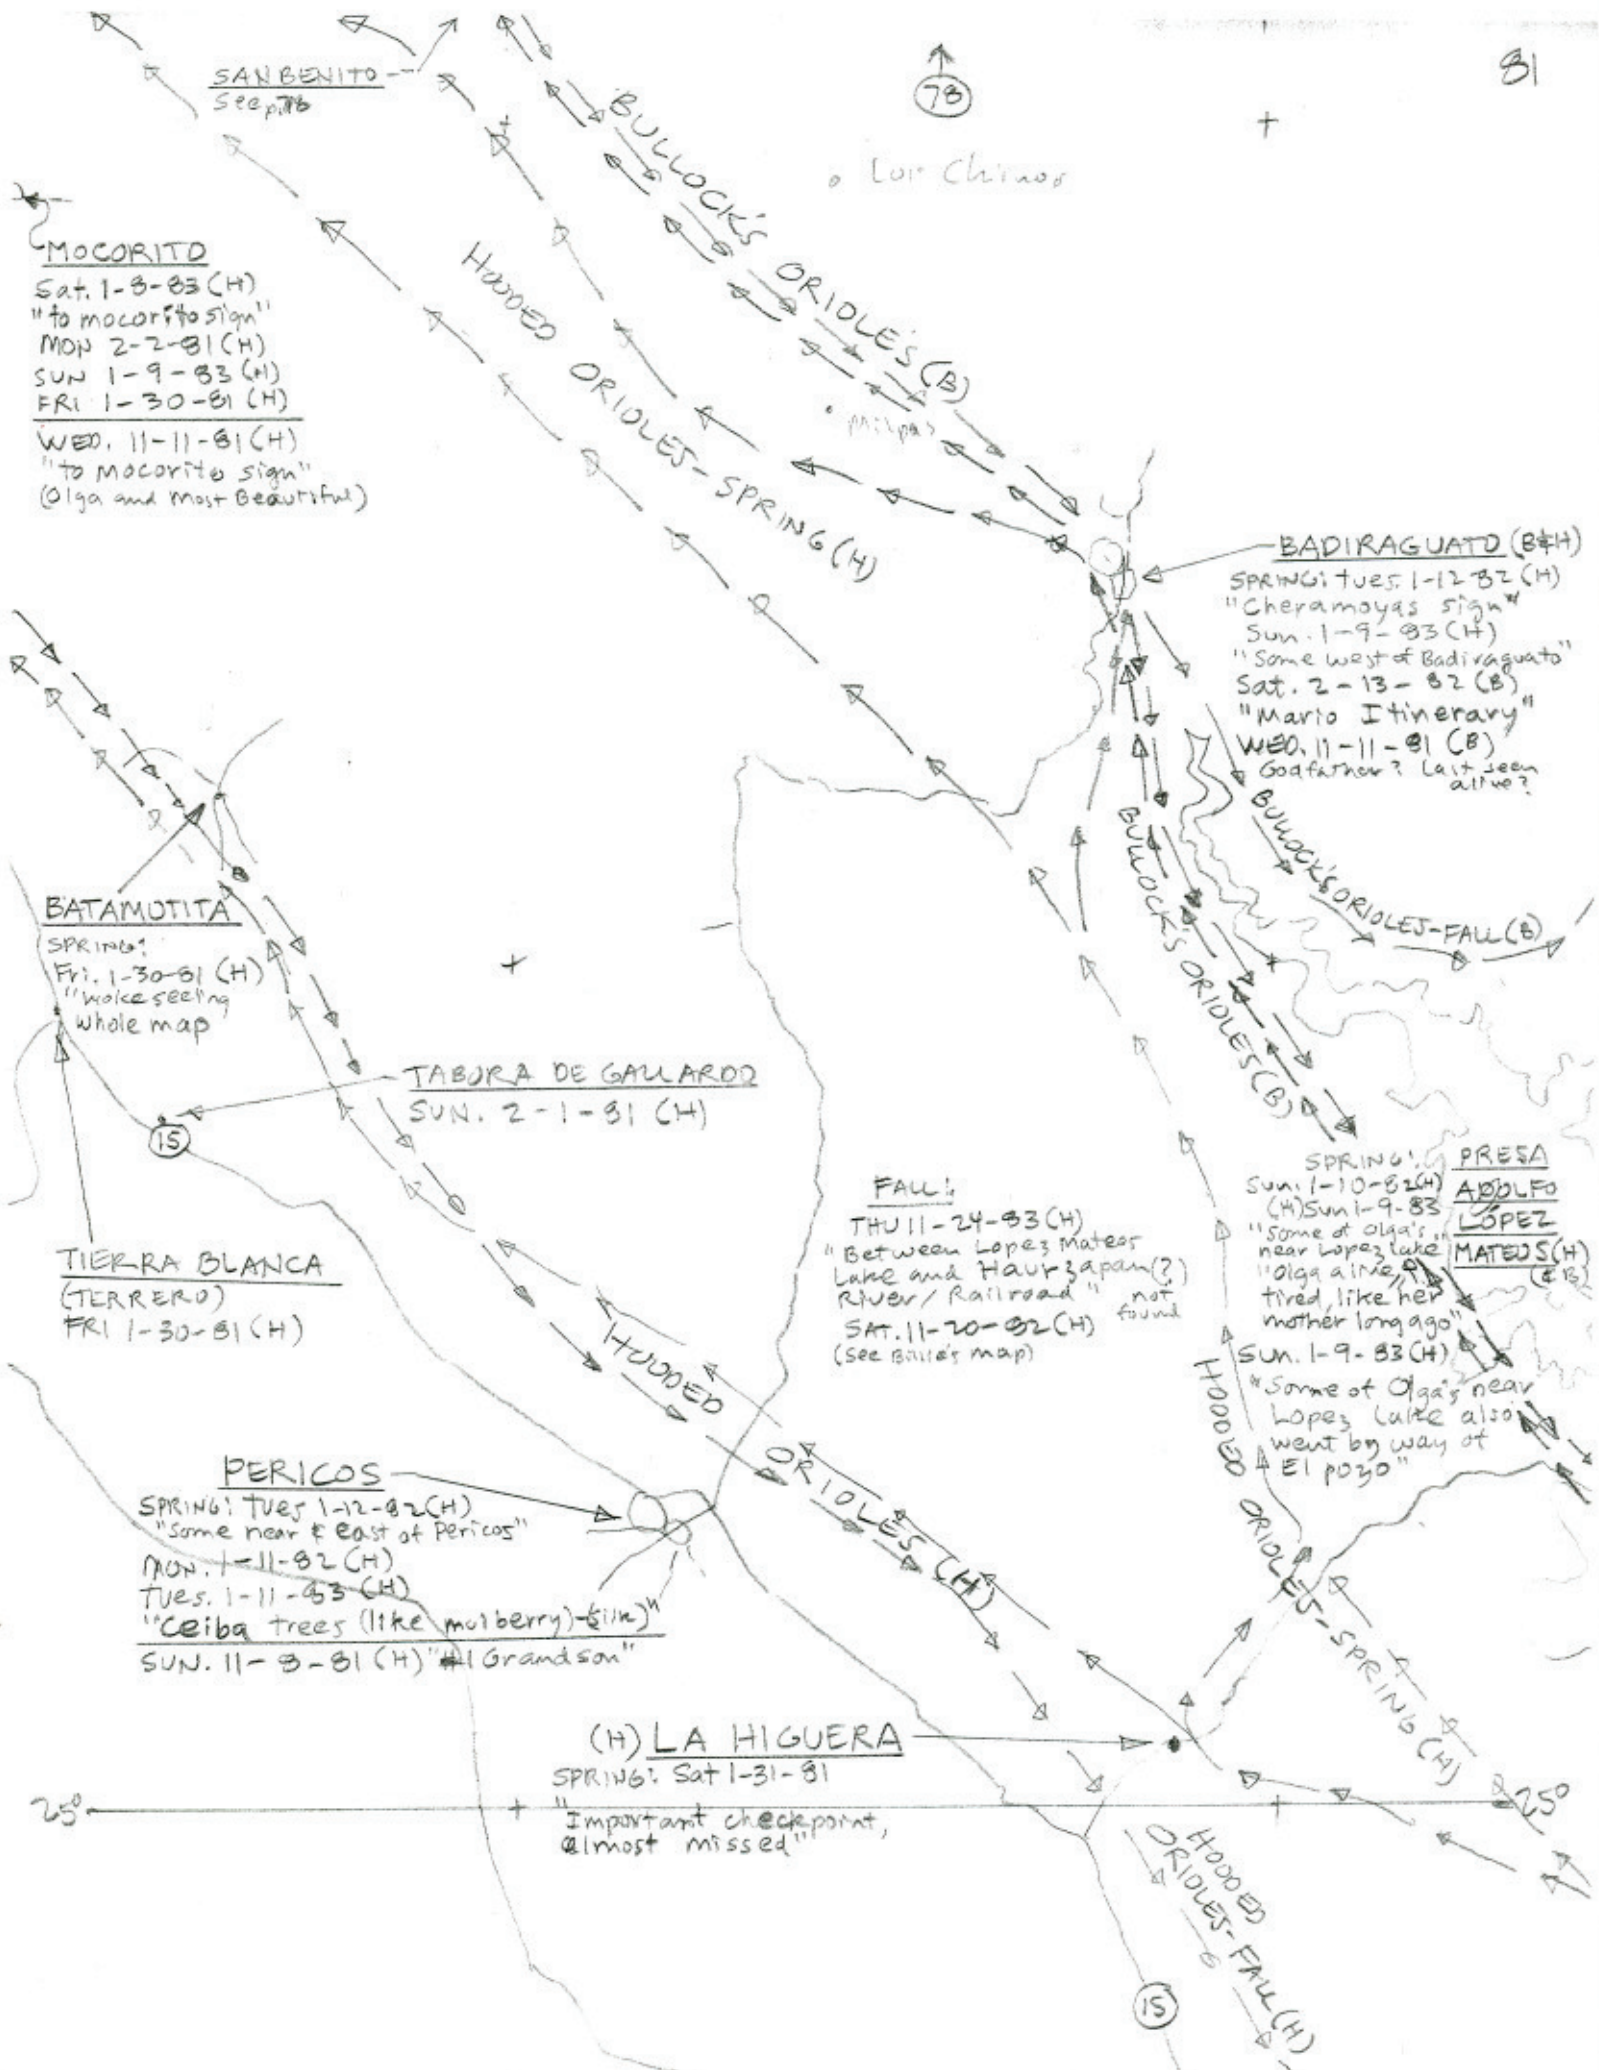 81
SAN BENITO
See p. 78
78
BULLOCK'S ORIOLES (B)
Chinos
HOODED ORIOLES-SPRING (H)
milpas
MOCORITO
Sat. 1-8-83 (H)
"to mocorito sign"
MON 2-2-81 (H)
SUN 1-9-83 (H)
FRI 1-30-81 (H)
WED. 11-11-81 (H)
"to mocorito sign"
(Olga and Most Beautiful)
BADIRAGUATO (B&H)
SPRING: tues. 1-12-82 (H)
"Cheramoyas sign"
Sun. 1-9-83 (H)
"Some west of Badiraguato"
Sat. 2-13-82 (B)
"Mario Itinerary"
WED. 11-11-81 (B)
Godfather? Last seen
alive?
BULLOCK'S ORIOLES-FALL (B)
BULLOCK'S ORIOLES (B)
BATAMOTITA
SPRING:
Fri. 1-30-81 (H)
"woke seeing
whole map"
TABURA DE GALLARDO
SUN. 2-1-81 (H)
15
TIERRA BLANCA
(TERRERO)
FRI 1-30-81 (H)
FALL:
THU 11-24-83 (H)
"Between Lopez Mateos
Lake and Haurzapan(?)
River/Railroad" not
found
SAT. 11-20-82 (H)
(See map)
PRESA
ADOLFO
LÓPEZ
MATEOS (H)
(& B)
SPRING:
Sun. 1-10-82 (H)
(H) Sun 1-9-83
"Some of Olga's
near Lopez Lake"
"Olga alive,
tired, like her
mother long ago"
Sun. 1-9-83 (H)
"Some of Olga's near
Lopez Lake also
went by way of
El pozo"
HOODED ORIOLES (H)
HOODED ORIOLES-SPRING (H)
PERICOS
SPRING: Tues 1-12-82 (H)
"Some near & east of Pericos"
MON. 1-11-82 (H)
Tues. 1-11-83 (H)
"Ceiba trees (like mulberry)-silk)"
SUN. 11-8-81 (H) "#1 Grandson"
(H) LA HIGUERA
SPRING: Sat 1-31-81
"Important checkpoint,
almost missed"
25°
25°
HOODED
ORIOLES-FALL (H)
15